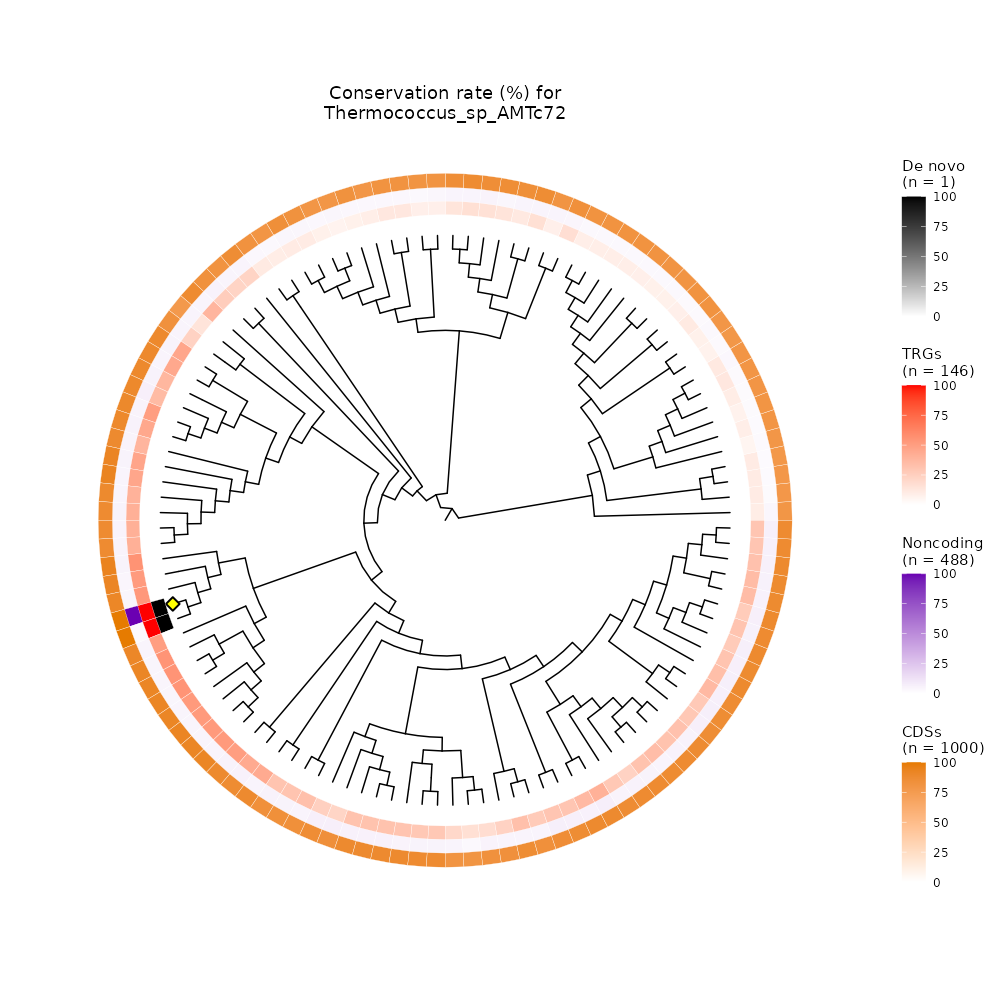 Conservation rate (%) for
Thermococcus_sp_AMTc72
De novo
(n = 1)
100
75
50
25
0
TRGs
(n = 146)
100
75
50
25
0
Noncoding
(n = 488)
100
75
50
25
0
CDSs
(n = 1000)
100
75
50
25
0